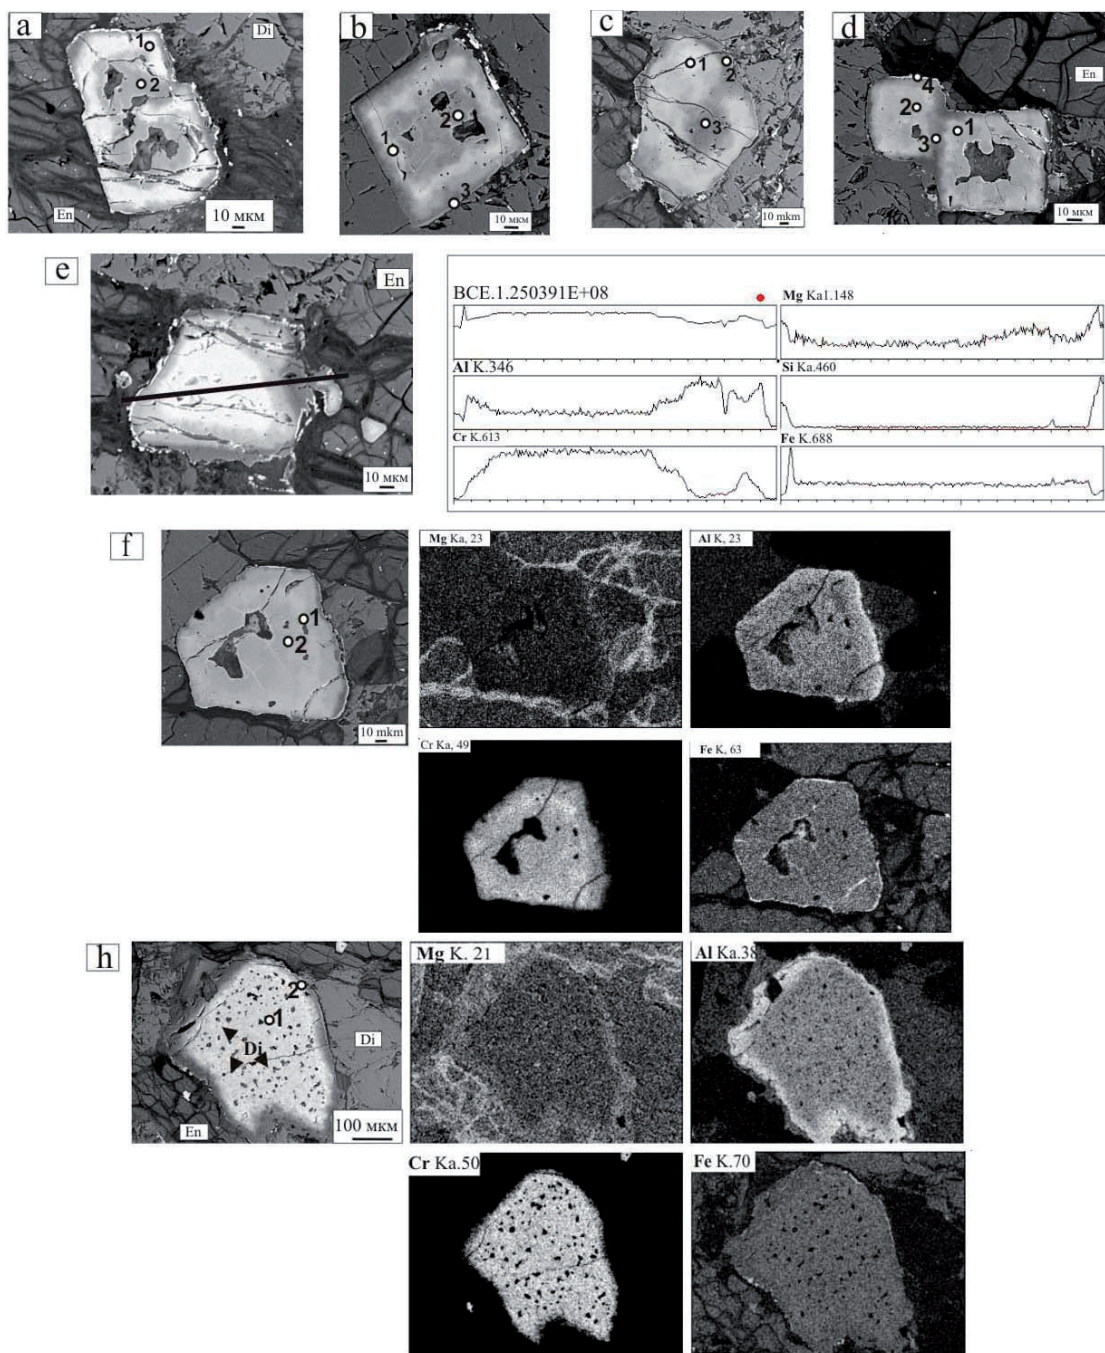 a
1
2
Di
En
10 мкм
b
1
2
3
10 мкм
c
1
2
3
10 mkm
d
4
2
3
1
En
10 мкм
e
En
10 мкм
BCE.1.250391E+08
Mg Ka1.148
Al K.346
Si Ka.460
Cr K.613
Fe K.688
f
1
2
10 mkm
Mg Ka, 23
Al K, 23
Cr Ka, 49
Fe K, 63
h
2
1
Di
Di
En
100 мкм
Mg K. 21
Al Ka.38
Cr Ka.50
Fe K.70